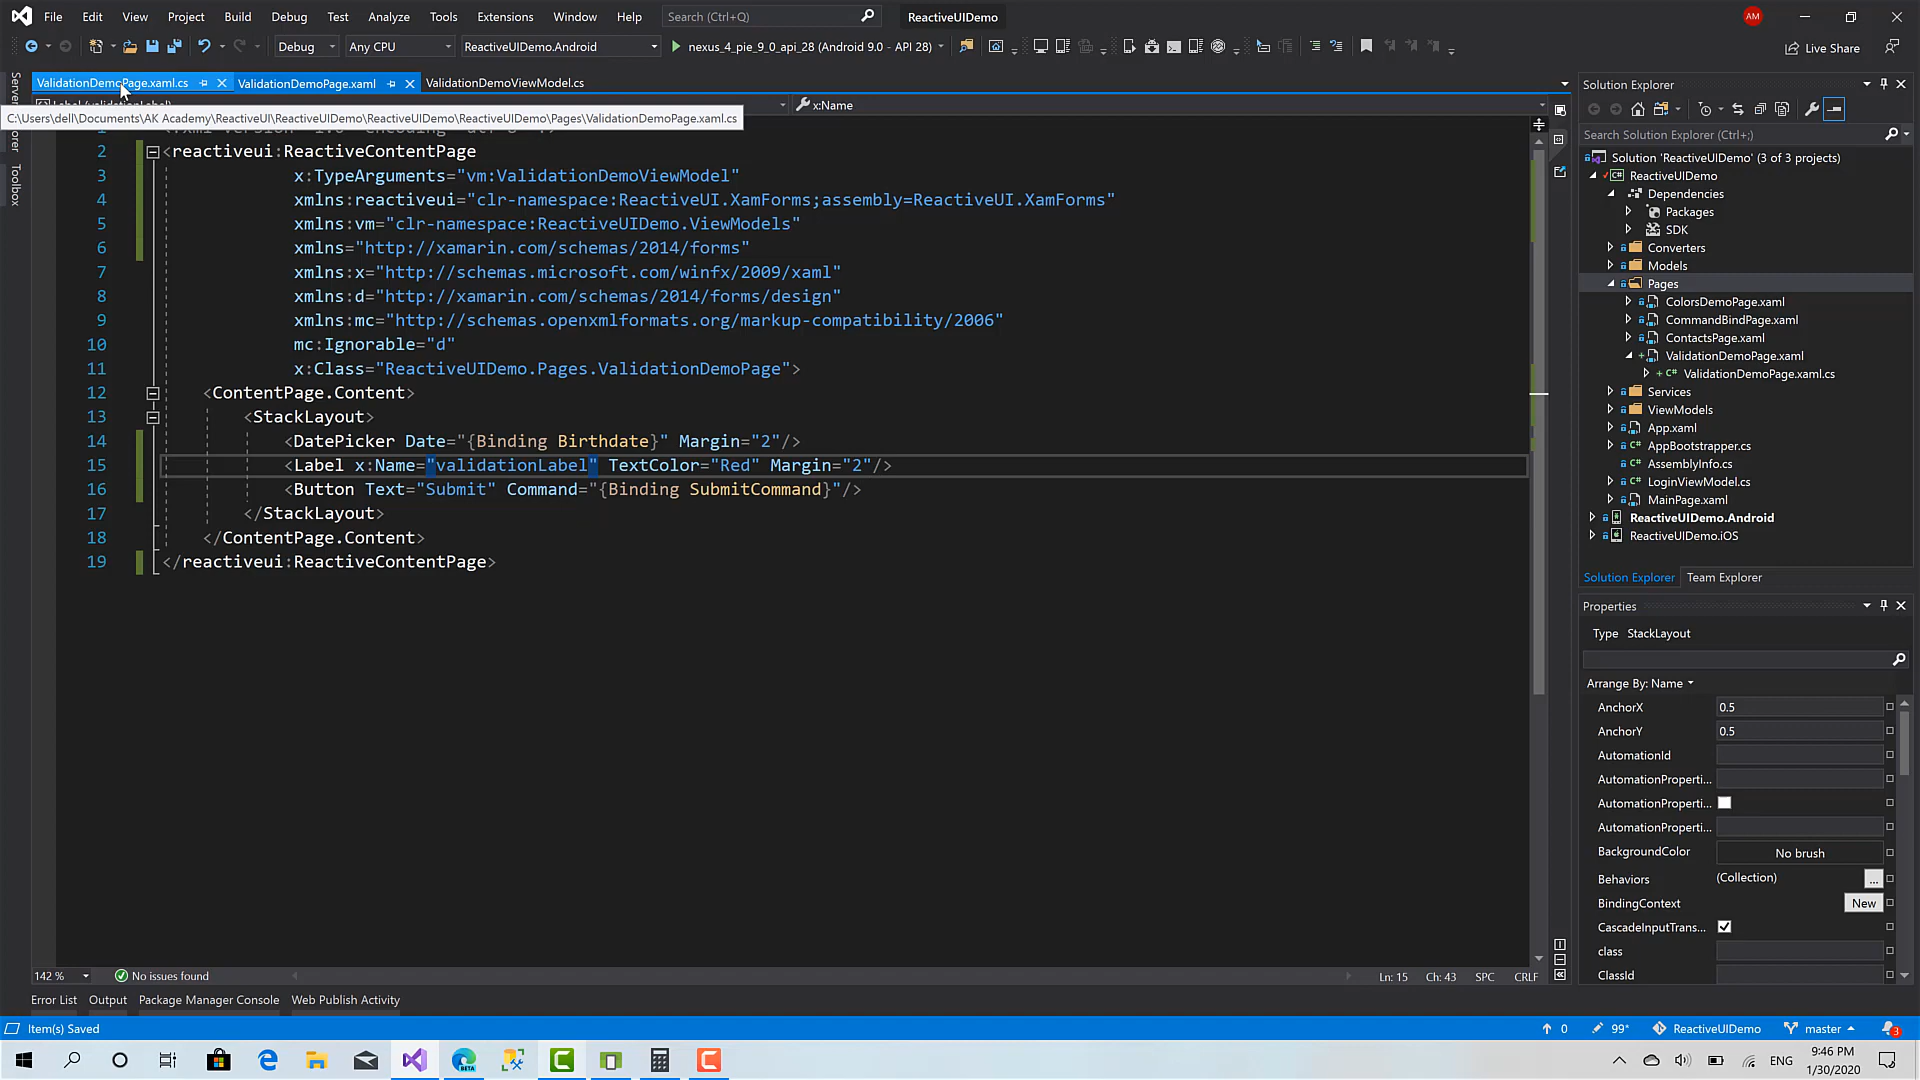 File Edit View Project Build Debug Test Analyze Tools Extensions Window Help Search (Ctrl+Q) ReactiveUIDemo AM
Debug Any CPU ReactiveUIDemo.Android nexus_4_pie_9_0_api_28 (Android 9.0 - API 28) Live Share
ValidationDemoPage.xaml.cs ValidationDemoPage.xaml ValidationDemoViewModel.cs
Label (validationLabel) x:Name
C:\Users\dell\Documents\AK Academy\ReactiveUI\ReactiveUIDemo\ReactiveUIDemo\ReactiveUIDemo\Pages\ValidationDemoPage.xaml.cs
Toolbox
2 <reactiveui:ReactiveContentPage
3 x:TypeArguments="vm:ValidationDemoViewModel"
4 xmlns:reactiveui="clr-namespace:ReactiveUI.XamForms;assembly=ReactiveUI.XamForms"
5 xmlns:vm="clr-namespace:ReactiveUIDemo.ViewModels"
6 xmlns="http://xamarin.com/schemas/2014/forms"
7 xmlns:x="http://schemas.microsoft.com/winfx/2009/xaml"
8 xmlns:d="http://xamarin.com/schemas/2014/forms/design"
9 xmlns:mc="http://schemas.openxmlformats.org/markup-compatibility/2006"
10 mc:Ignorable="d"
11 x:Class="ReactiveUIDemo.Pages.ValidationDemoPage">
12 <ContentPage.Content>
13 <StackLayout>
14 <DatePicker Date="{Binding Birthdate}" Margin="2"/>
15 <Label x:Name="validationLabel" TextColor="Red" Margin="2"/>
16 <Button Text="Submit" Command="{Binding SubmitCommand}"/>
17 </StackLayout>
18 </ContentPage.Content>
19 </reactiveui:ReactiveContentPage>
142 % No issues found Ln: 15 Ch: 43 SPC CRLF
Error List Output Package Manager Console Web Publish Activity
Solution Explorer
Search Solution Explorer (Ctrl+;)
Solution 'ReactiveUIDemo' (3 of 3 projects)
ReactiveUIDemo
Dependencies
Packages
SDK
Converters
Models
Pages
ColorsDemoPage.xaml
CommandBindPage.xaml
ContactsPage.xaml
ValidationDemoPage.xaml
ValidationDemoPage.xaml.cs
Services
ViewModels
App.xaml
AppBootstrapper.cs
AssemblyInfo.cs
LoginViewModel.cs
MainPage.xaml
ReactiveUIDemo.Android
ReactiveUIDemo.iOS
Solution Explorer Team Explorer
Properties
Type StackLayout
Arrange By: Name
AnchorX 0.5
AnchorY 0.5
AutomationId
AutomationProperti...
AutomationProperti...
AutomationProperti...
BackgroundColor No brush
Behaviors (Collection) ...
BindingContext New
CascadeInputTrans...
class
ClassId
Item(s) Saved 0 99* ReactiveUIDemo master 3
ENG 9:46 PM
1/30/2020